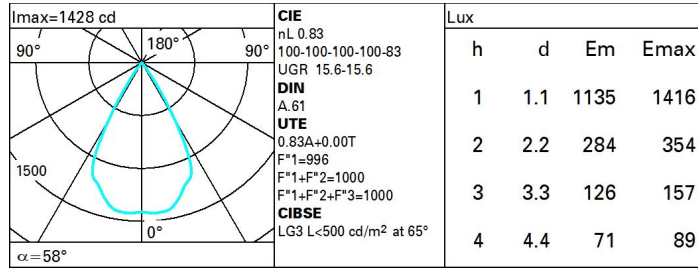 Imax=1428 cd
90°
180°
90°
1500
0°
α=58°
CIE
nL 0.83
100-100-100-100-83
UGR 15.6-15.6
DIN
A.61
UTE
0.83A+0.00T
F"1=996
F"1+F"2=1000
F"1+F"2+F"3=1000
CIBSE
LG3 L<500 cd/m² at 65°
Lux
h d Em Emax
1 1.1 1135 1416
2 2.2 284 354
3 3.3 126 157
4 4.4 71 89